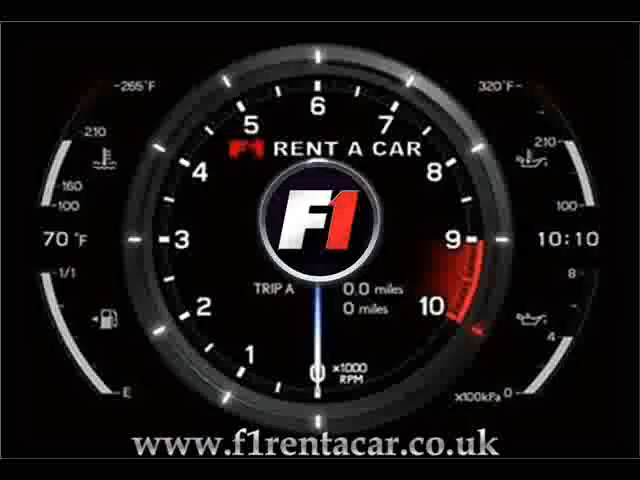 265°F
320°F
6
5
7
210
210
F1 RENT A CAR
4
8
160
100
100
F1
70 °F
3
9
10:10
1/1
8
TRIP A
0.0 miles
0 miles
2
10
4
1
0
×1000
RPM
E
×100kPa
0
www.f1rentacar.co.uk